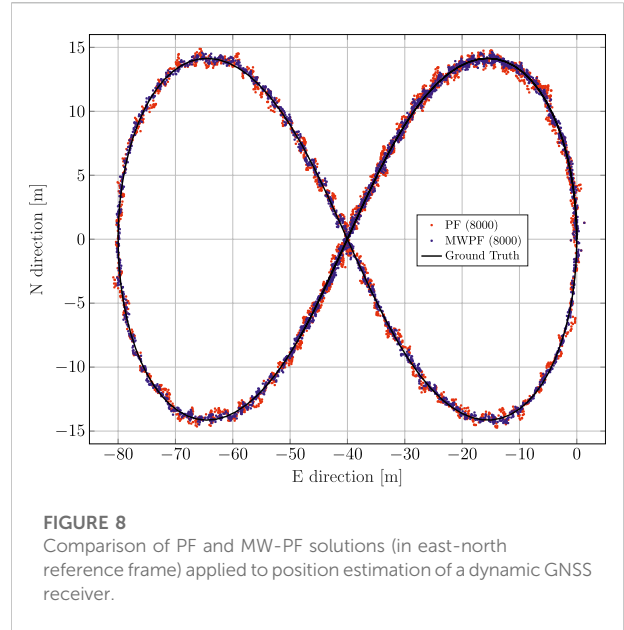 15
10
5
0
−5
−10
−15
N direction [m]
PF (8000)
MWPF (8000)
Ground Truth
−80 −70 −60 −50 −40 −30 −20 −10 0
E direction [m]
FIGURE 8
Comparison of PF and MW-PF solutions (in east-north
reference frame) applied to position estimation of a dynamic GNSS
receiver.